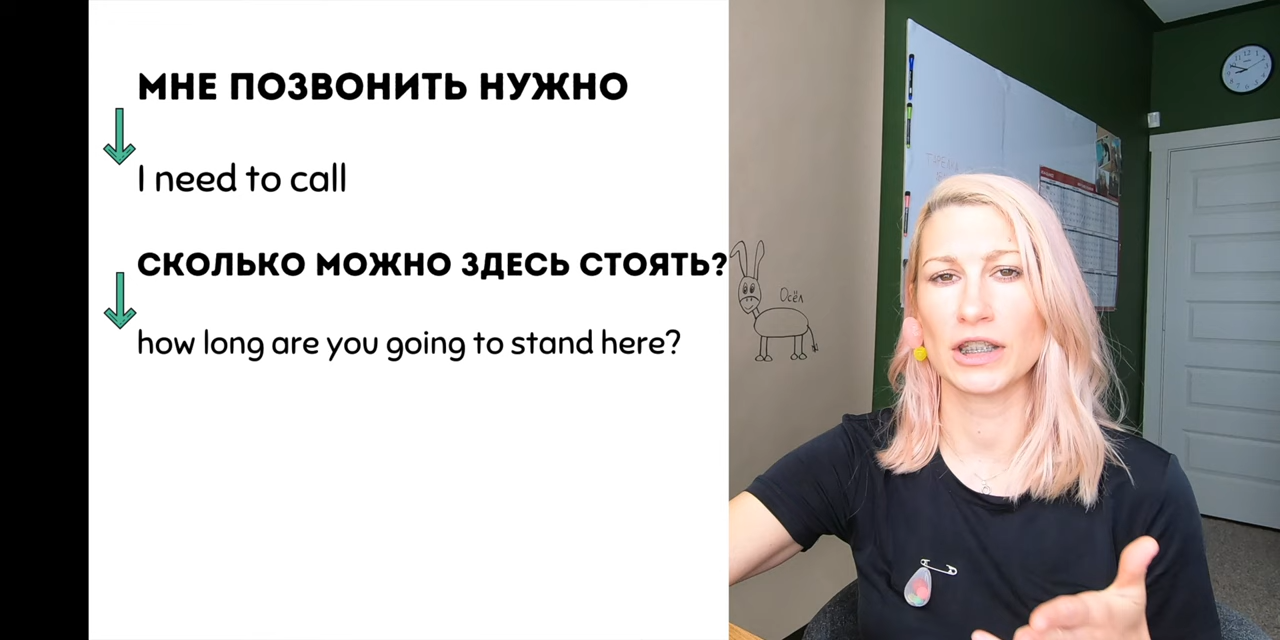 МНЕ ПОЗВОНИТЬ НУЖНО
I need to call
СКОЛЬКО МОЖНО ЗДЕСЬ СТОЯТЬ?
how long are you going to stand here?
Осёл